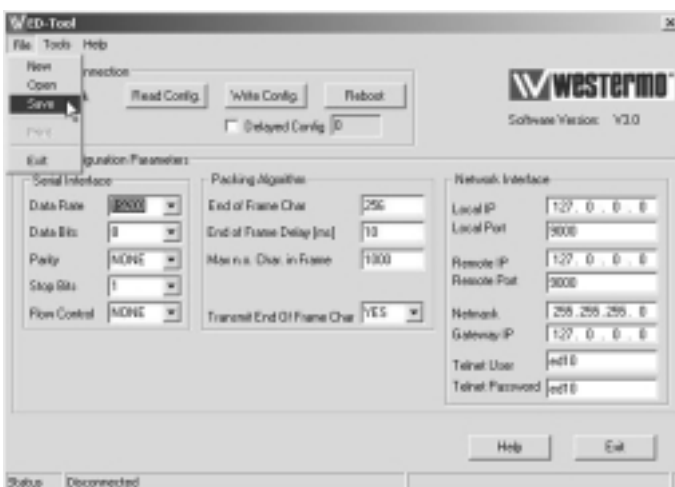 ED-Tool
File Tools Help
New
Open
Save
Print
Exit
nnection
Read Config.
Write Config.
Reboot
Delayed Config 0
westermo
Software Version: V3.0
iguration Parameters
Serial Interface
Data Rate
Data Bits 8
Parity NONE
Stop Bits 1
Flow Control NONE
Packing Algorithm
End of Frame Char 256
End of Frame Delay [ms] 10
Max n.o. Char. in Frame 1000
Transmit End Of Frame Char YES
Network Interface
Local IP 127. 0 . 0 . 0
Local Port 9000
Remote IP 127. 0 . 0 . 0
Remote Port 9000
Netmask 255.255.255. 0
Gateway IP 127. 0 . 0 . 0
Telnet User ed10
Telnet Password ed10
Help
Exit
Status Disconnected